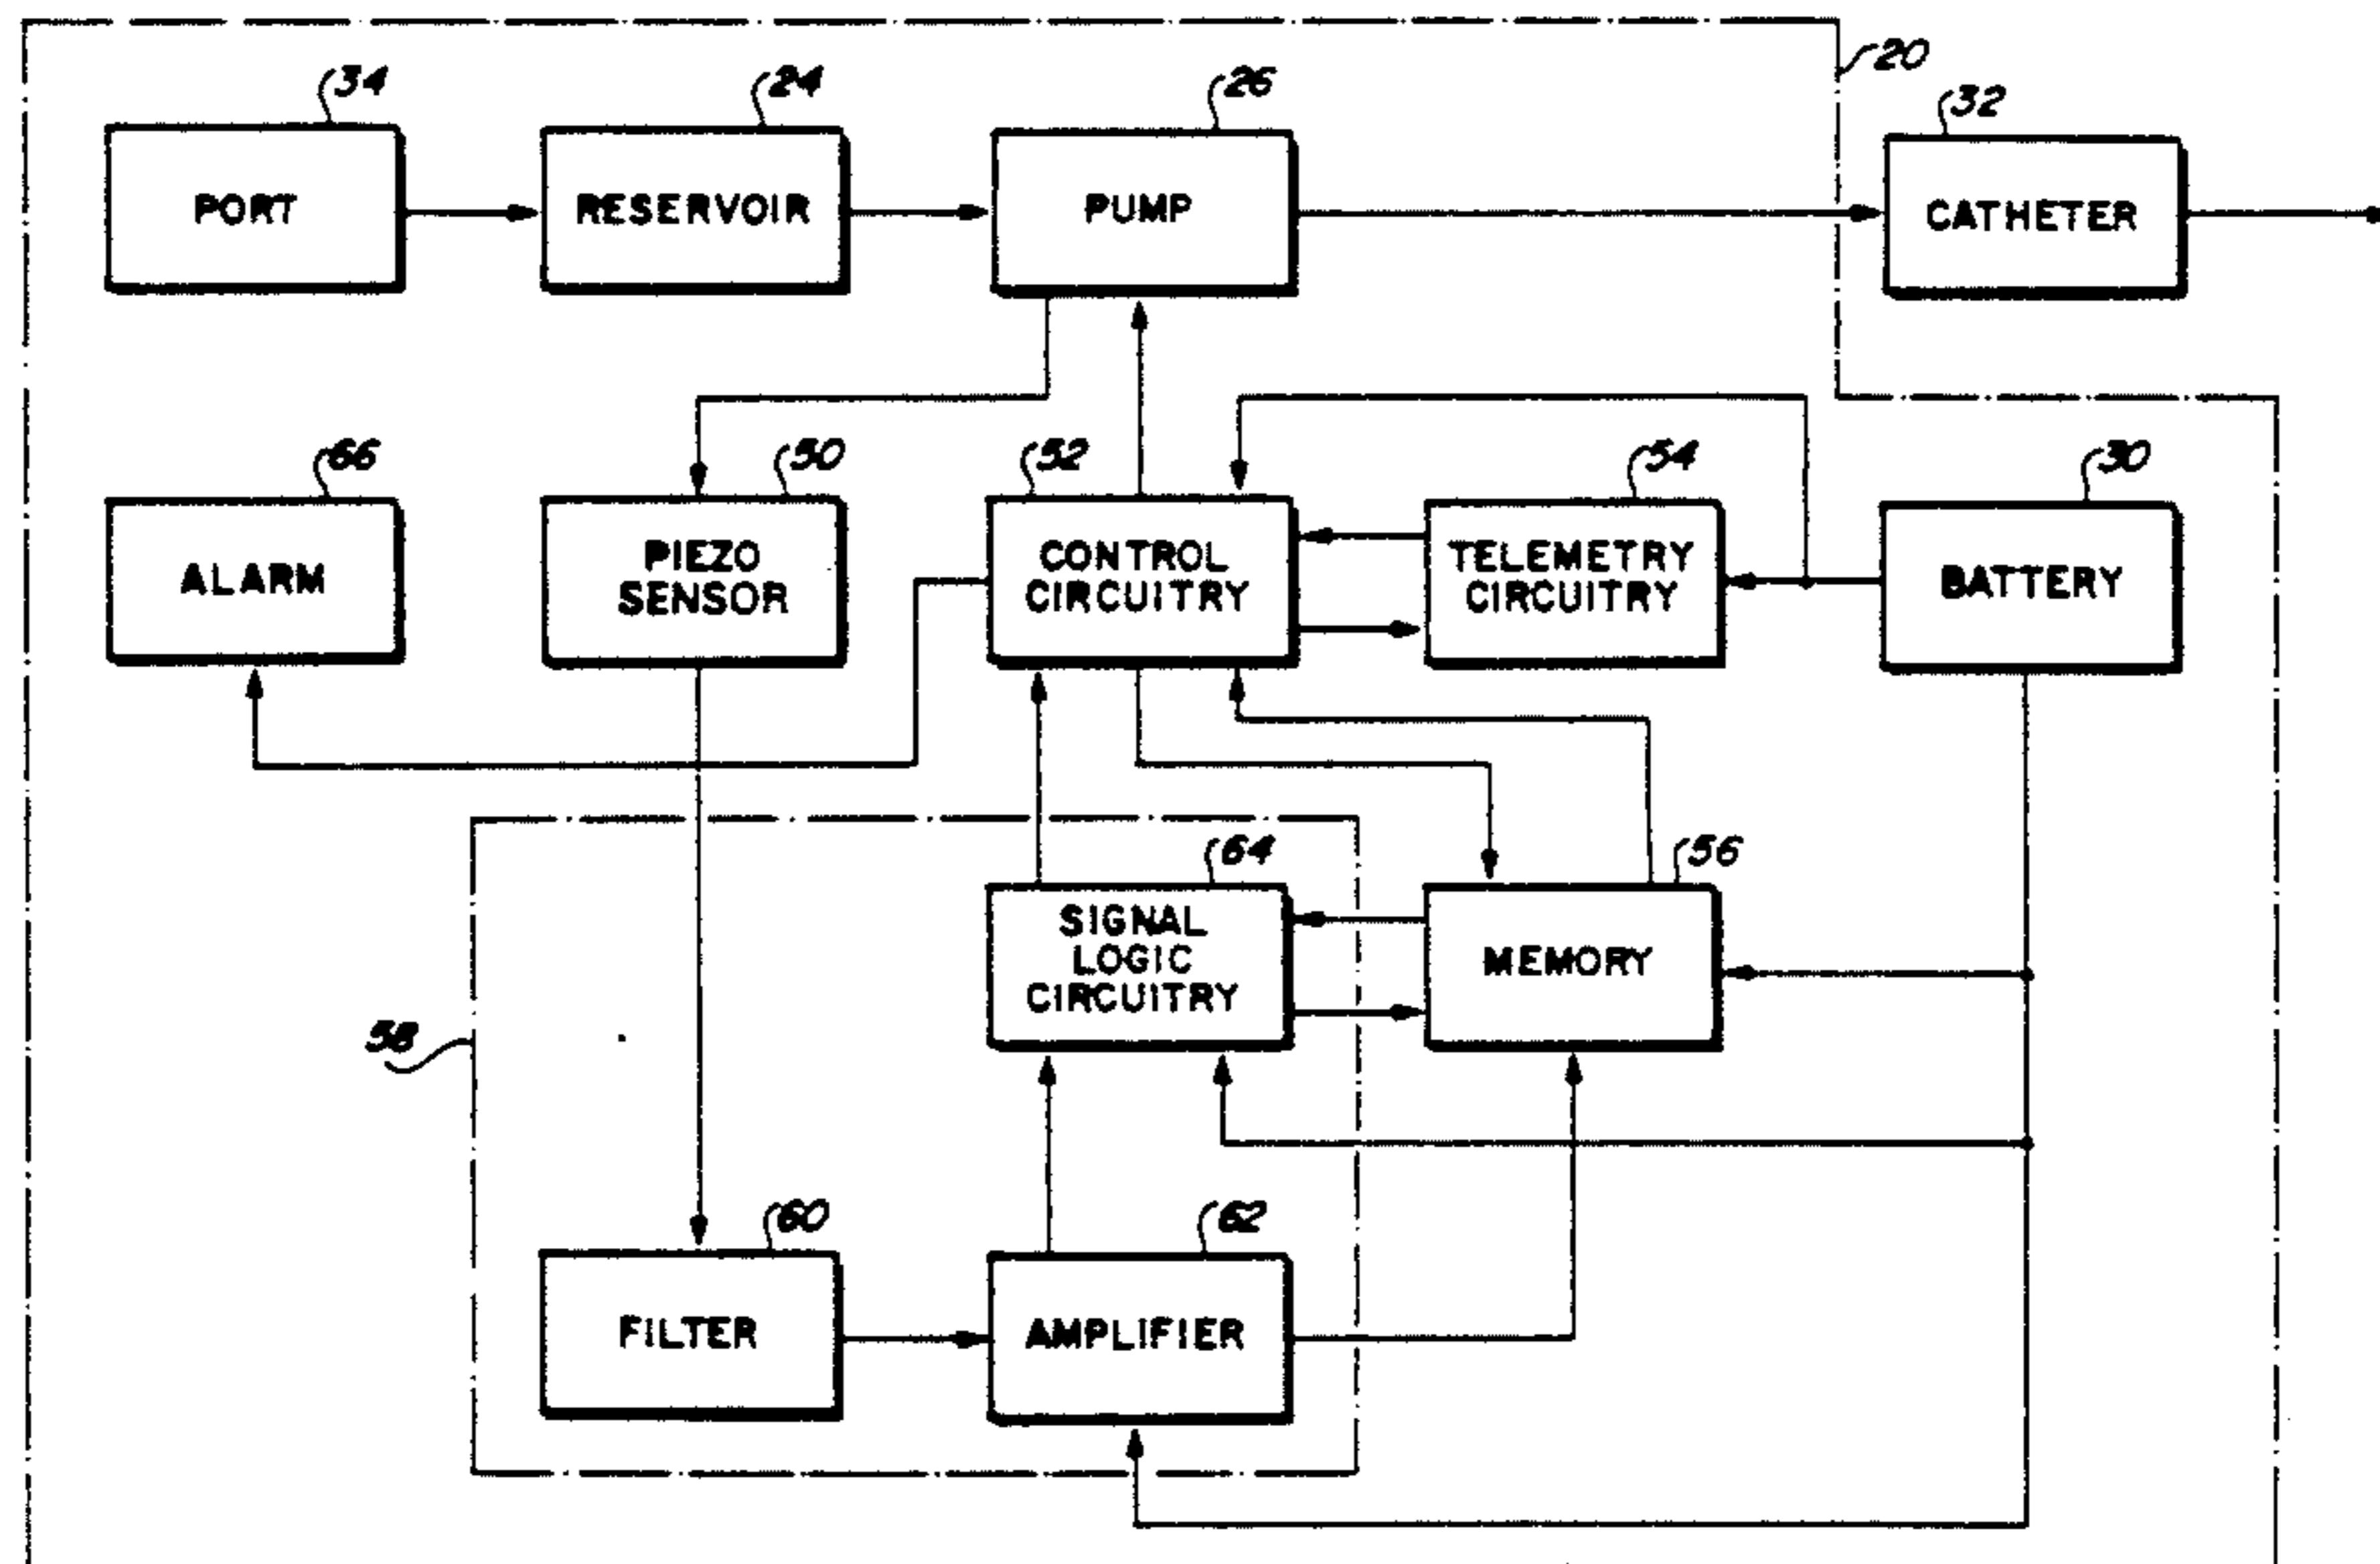 20
34
24
26
32
PORT
RESERVOIR
PUMP
CATHETER
66
50
52
54
30
ALARM
PIEZO
SENSOR
CONTROL
CIRCUITRY
TELEMETRY
CIRCUITRY
BATTERY
64
56
SIGNAL
LOGIC
CIRCUITRY
MEMORY
58
60
62
FILTER
AMPLIFIER